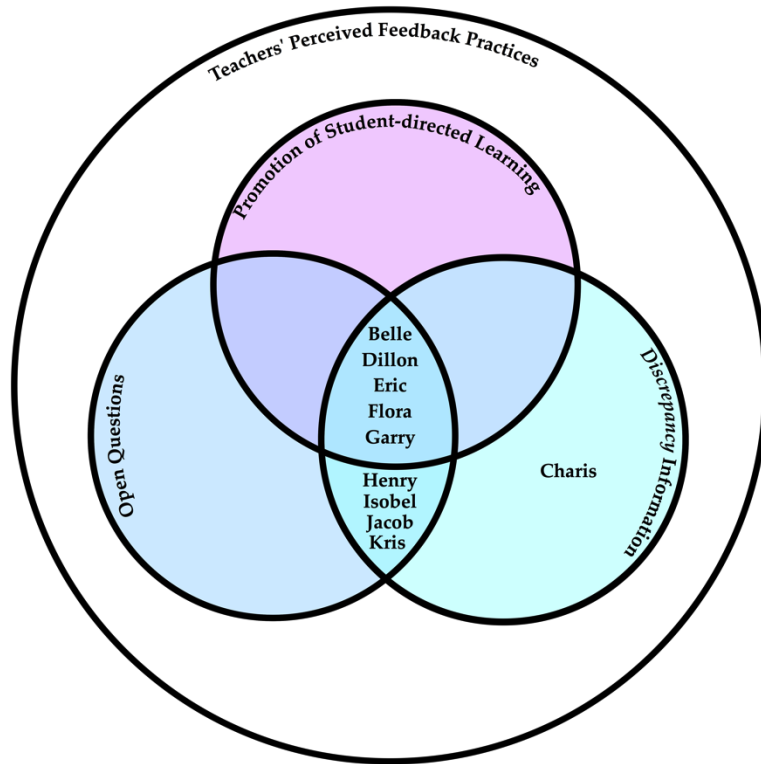 Teachers' Perceived Feedback Practices
Promotion of Student-directed Learning
Open Questions
Discrepancy Information
Belle
Dillon
Eric
Flora
Garry
Henry
Isobel
Jacob
Kris
Charis